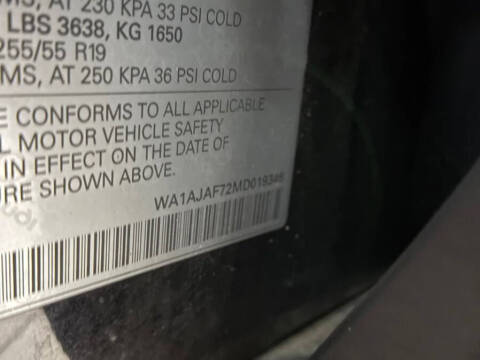 MS, AT 230 KPA 33 PSI COLD
LBS 3638, KG 1650
255/55 R19
MS, AT 250 KPA 36 PSI COLD
E CONFORMS TO ALL APPLICABLE
L MOTOR VEHICLE SAFETY
IN EFFECT ON THE DATE OF
URE SHOWN ABOVE.
WA1AJAF72MD019346